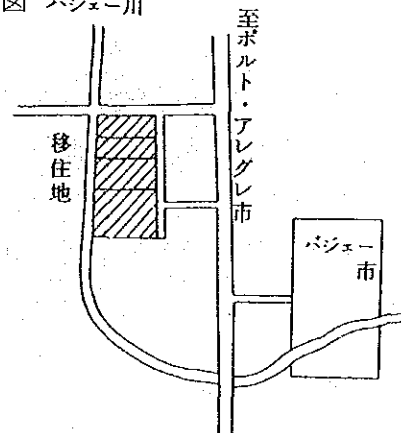 図 バジェー川
至ポルト・アレグレ市
移住地
バジェー
市